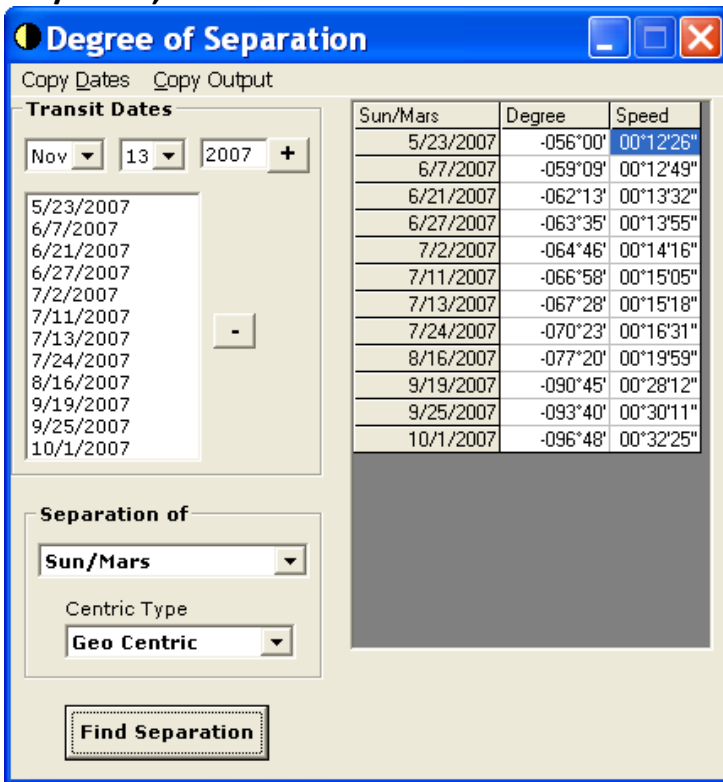 Degree of Separation
Copy Dates Copy Output
Transit Dates
Nov 13 2007 +
5/23/2007
6/7/2007
6/21/2007
6/27/2007
7/2/2007
7/11/2007
7/13/2007
7/24/2007
8/16/2007
9/19/2007
9/25/2007
10/1/2007
-
Separation of
Sun/Mars
Centric Type
Geo Centric
Find Separation
Sun/Mars Degree Speed
5/23/2007 -056°00' 00°12'26"
6/7/2007 -059°09' 00°12'49"
6/21/2007 -062°13' 00°13'32"
6/27/2007 -063°35' 00°13'55"
7/2/2007 -064°46' 00°14'16"
7/11/2007 -066°58' 00°15'05"
7/13/2007 -067°28' 00°15'18"
7/24/2007 -070°23' 00°16'31"
8/16/2007 -077°20' 00°19'59"
9/19/2007 -090°45' 00°28'12"
9/25/2007 -093°40' 00°30'11"
10/1/2007 -096°48' 00°32'25"